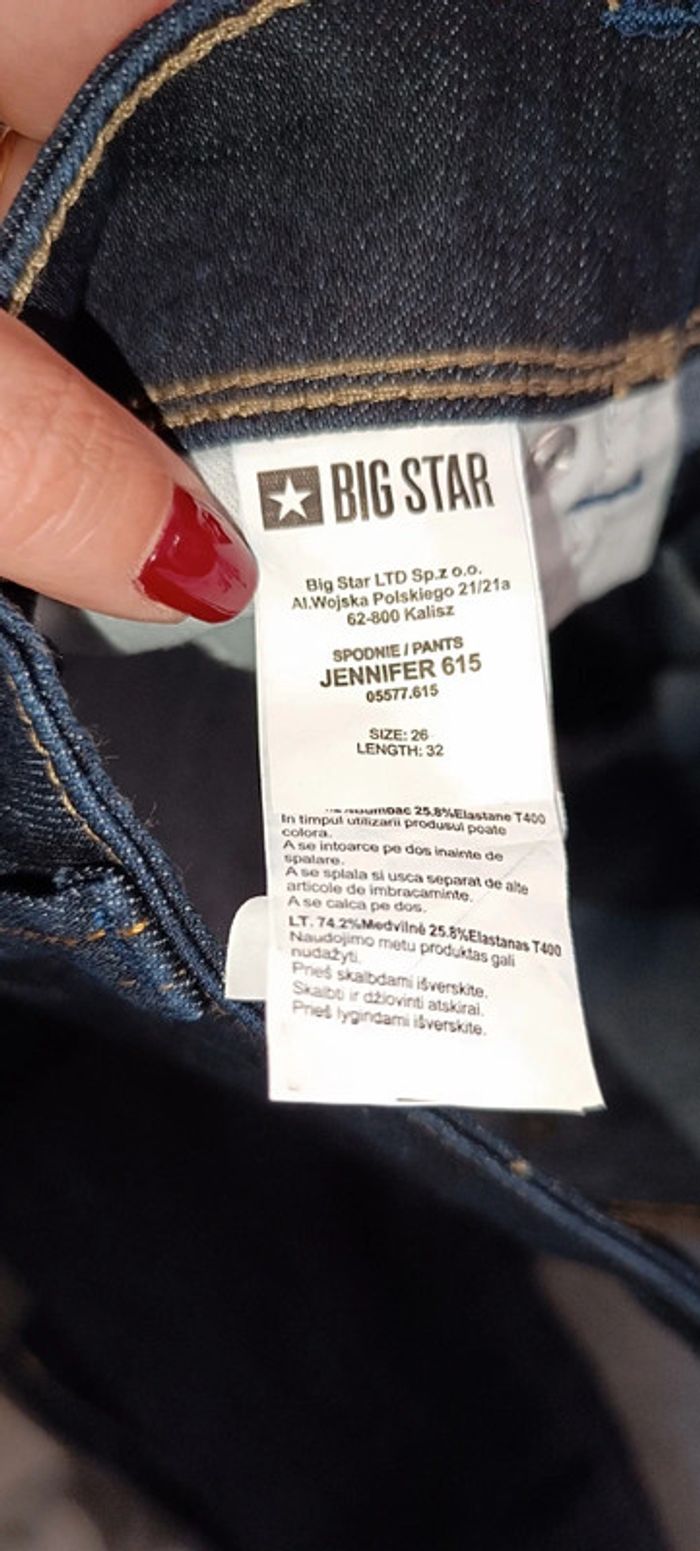 BIG STAR
Big Star LTD Sp.z o.o.
Al.Wojska Polskiego 21/21a
62-800 Kalisz
SPODNIE / PANTS
JENNIFER 615
05577.615
SIZE: 26
LENGTH: 32
25.8%Elastane T400
In timpul utilizarii produsul poate
colora.
A se intoarce pe dos inainte de
spalare.
A se splala si usca separat de alte
articole de imbracaminte.
A se calca pe dos.
LT. 74.2%Medvilnė 25.8%Elastanas T400
Naudojimo metu produktas gali
nudažyti.
Prieš skalbdami išverskite.
Skalbti ir džiovinti atskirai.
Prieš lygindami išverskite.